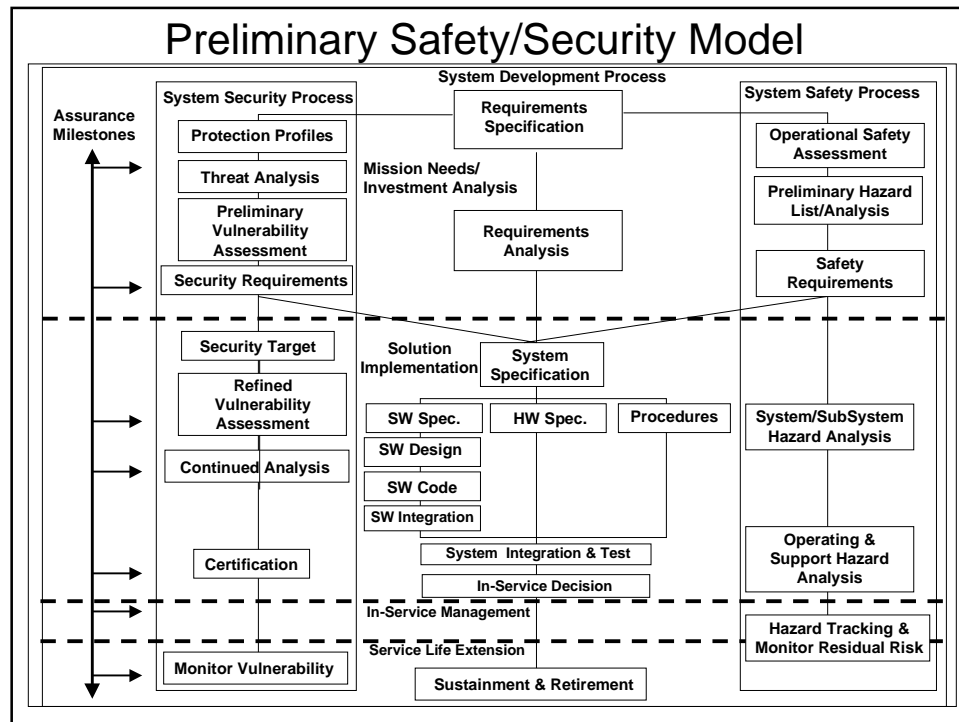 Preliminary Safety/Security Model
System Development Process
Assurance
Milestones
System Security Process
Protection Profiles
Threat Analysis
Preliminary
Vulnerability
Assessment
Security Requirements
Security Target
Refined
Vulnerability
Assessment
Continued Analysis
Certification
Monitor Vulnerability
Requirements
Specification
Mission Needs/
Investment Analysis
Requirements
Analysis
Solution
Implementation
System
Specification
SW Spec.
HW Spec.
Procedures
SW Design
SW Code
SW Integration
System Integration & Test
In-Service Decision
In-Service Management
Service Life Extension
Sustainment & Retirement
System Safety Process
Operational Safety
Assessment
Preliminary Hazard
List/Analysis
Safety
Requirements
System/SubSystem
Hazard Analysis
Operating &
Support Hazard
Analysis
Hazard Tracking &
Monitor Residual Risk